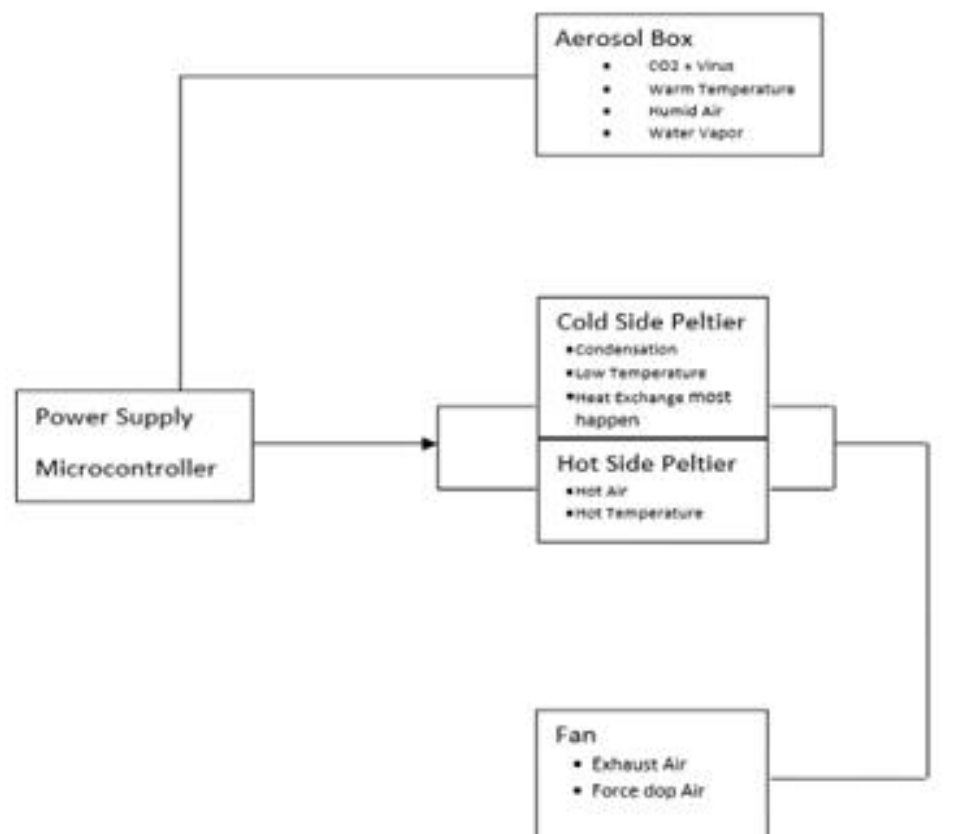 Aerosol Box
• CO2 + Virus
• Warm Temperature
• Humid Air
• Water Vapor
Cold Side Peltier
•Condensation
•Low Temperature
•Heat Exchange most
happen
Power Supply
Microcontroller
Hot Side Peltier
•Hot Air
•Hot Temperature
Fan
• Exhaust Air
• Force dop Air